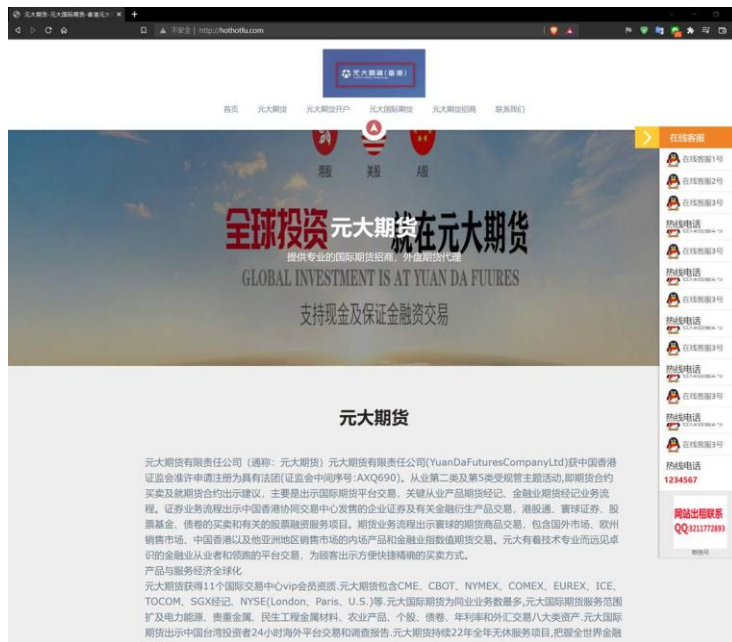 元大期货-元大国际期货-香港元大
不安全 | http://hothotfu.com
元大期货(香港)
首页 元大期货 元大期货开户 元大国际期货 元大期货招商 联系我们
港股 美股 A股
全球投资 就在元大期货
元大期货
提供专业的国际期货招商，外盘期货代理
GLOBAL INVESTMENT IS AT YUAN DA FUURES
支持现金及保证金融资交易
在线客服
在线客服1号
在线客服2号
在线客服3号
热线电话
在线客服3号
热线电话
在线客服3号
热线电话
在线客服3号
热线电话
在线客服3号
热线电话
在线客服3号
热线电话
1234567
网站出租联系
QQ:3211772893
微信号
元大期货
元大期货有限责任公司（通称：元大期货）元大期货有限责任公司(YuanDaFuturesCompanyLtd)获中国香港
证监会准许申请注册为具有法团(证监会中间序号:AXQ690)。从业第二类及第5类受规管主题活动,即期货合约
买卖及就期货合约出示建议，主要是出示国际期货平台交易，关键从业产品期货经记、金融业期货经记业务流
程。证券业务流程出示中国香港协同交易中心发售的企业证券及有关金融衍生产品交易，港股通、寰球证券、股
票基金、债卷的买卖和有关的股票融资服务项目。期货业务流程出示寰球的期货商品交易，包含国外市场、欧州
销售市场、中国香港以及他亚洲地区销售市场的内场产品和金融业指数值期货交易。元大有着技术专业而远见卓
识的金融业从业者和领跑的平台交易，为顾客出示方便快捷精确的买卖方式。
产品与服务经济全球化
元大期货获得11个国际交易中心vip会员资质.元大期货包含CME、CBOT、NYMEX、COMEX、EUREX、ICE、
TOCOM、SGX经记、NYSE(London、Paris、U.S.)等.元大国际期货为同业业务数最多,元大国际期货服务范围
扩及电力能源、贵重金属、民生工程金属材料、农业产品、个股、债卷、年利率和外汇交易八大类资产.元大国际
期货出示中国台湾投资者24小时海外平台交易和调查报告.元大期货持续22年全年无休服务项目,把握全世界金融